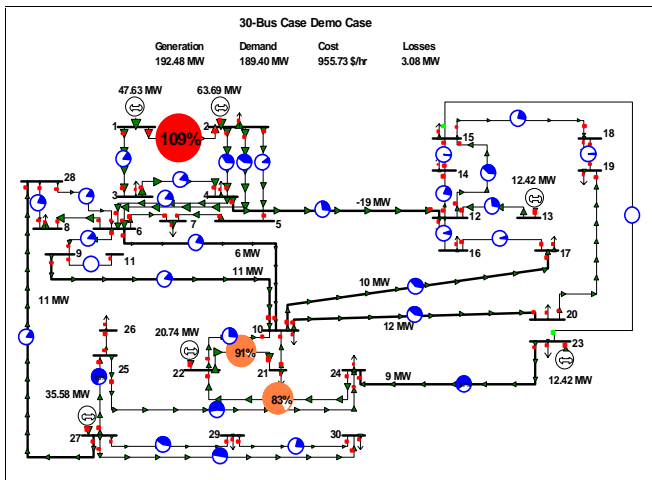 30-Bus Case Demo Case
Generation Demand Cost Losses
192.48 MW 189.40 MW 955.73 $/hr 3.08 MW
47.63 MW 63.69 MW
1 109% 2
15 18
28 14 19
3 4 12.42 MW
-19 MW 12 13
8 6 7 5
9 11 16 17
6 MW
11 MW
11 MW 10 MW
10 12 MW 20
26 20.74 MW 91% 23
25 22 21 24
35.58 MW 83% 9 MW 12.42 MW
27 29 30